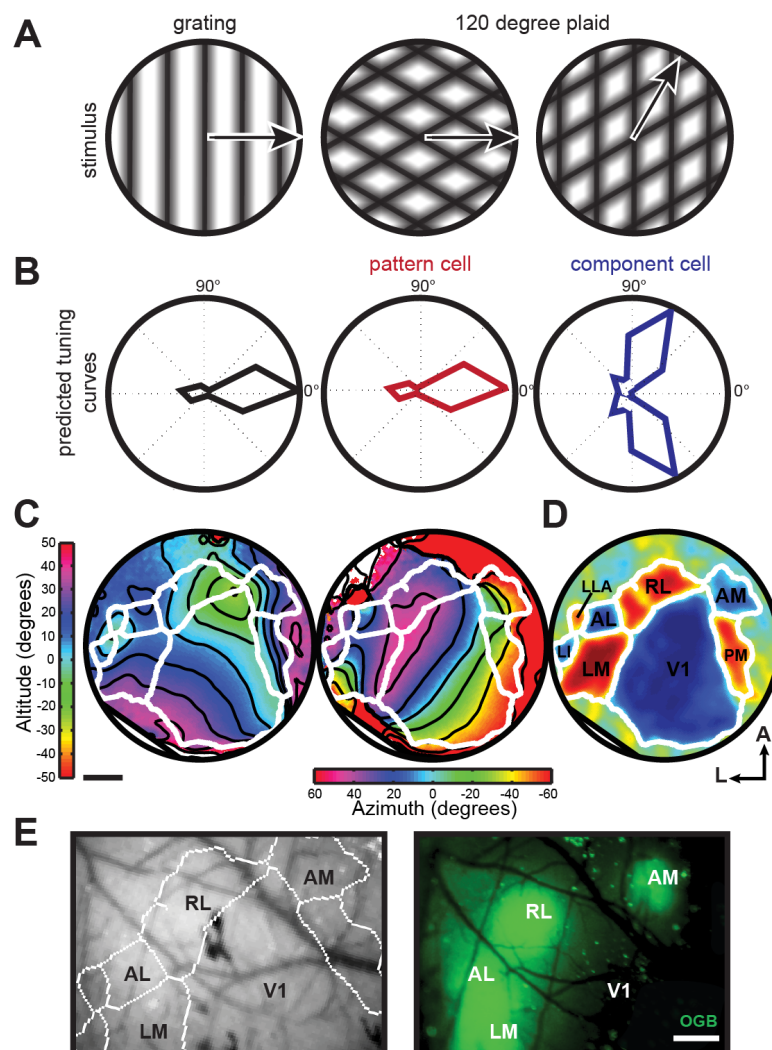 A
grating
120 degree plaid
stimulus
B
pattern cell
component cell
90°
90°
90°
0°
0°
0°
predicted tuning
curves
C
D
50
40
30
20
10
0
-10
-20
-30
-40
-50
Altitude (degrees)
60
40
20
0
-20
-40
-60
Azimuth (degrees)
LLA
RL
AM
AL
LI
LM
V1
PM
A
L
E
AM
RL
AL
V1
LM
AM
RL
AL
V1
LM
OGB